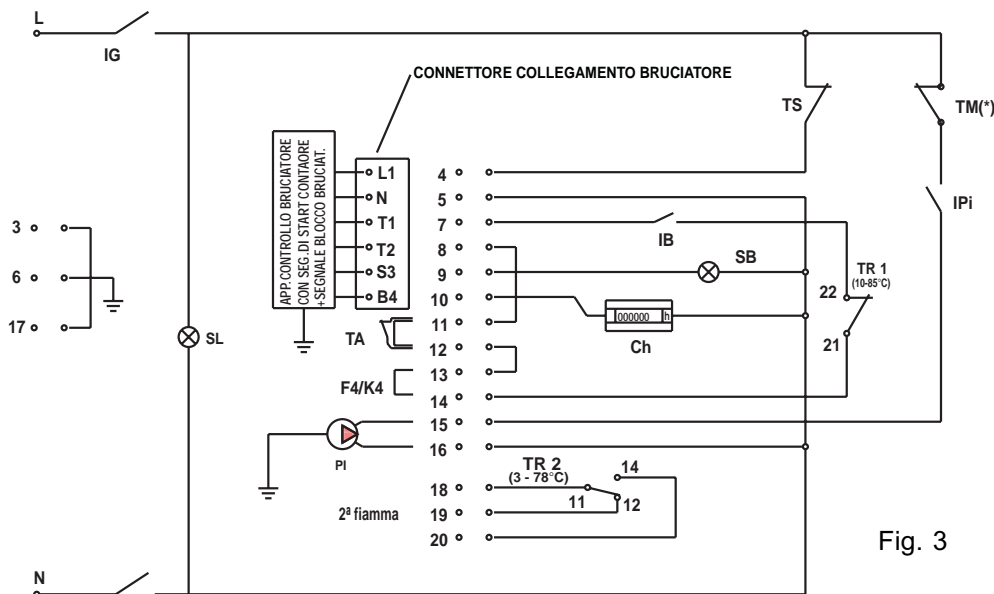 L
IG
CONNETTORE COLLEGAMENTO BRUCIATORE
TS
TM(*)
APP.CONTROLLO BRUCIATORE
CON SEG.DI START CONTAORE
+SEGNALE BLOCCO BRUCIAT.
L1
N
T1
T2
S3
B4
4
5
7
8
9
10
11
12
13
14
15
16
18
19
20
IPi
3
6
17
IB
SB
TR 1
(10-85°C)
22
21
000000 h
Ch
SL
TA
F4/K4
PI
TR 2
(3 - 78°C)
14
11
12
2ª fiamma
Fig. 3
N